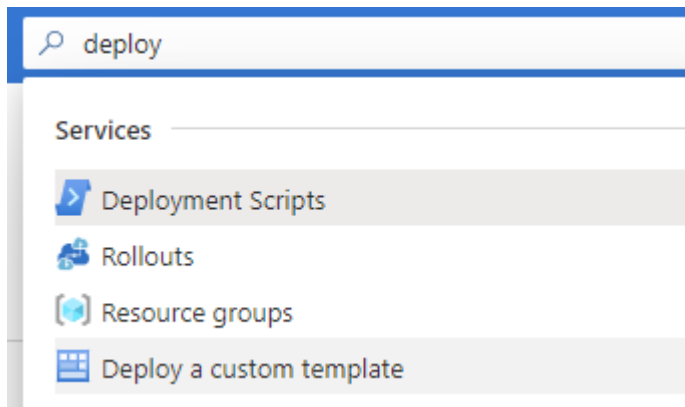 deploy
Services
Deployment Scripts
Rollouts
Resource groups
Deploy a custom template